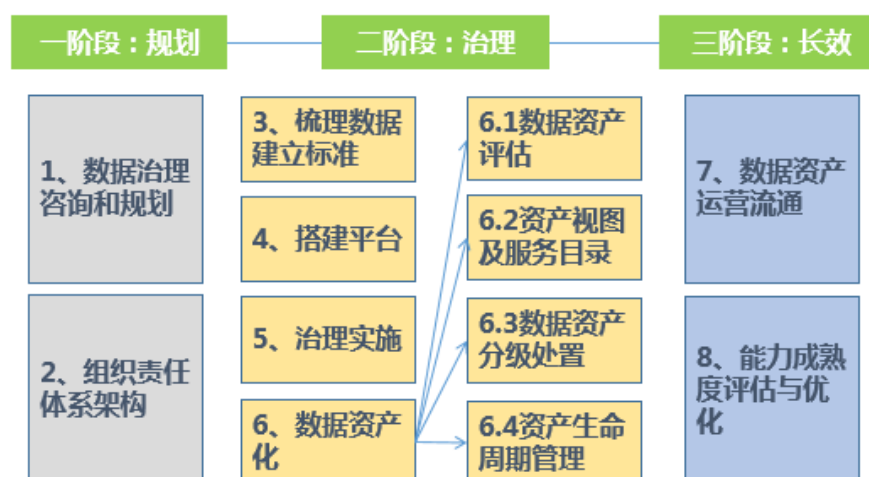 一阶段：规划
二阶段：治理
三阶段：长效
1、数据治理
咨询和规划
2、组织责任
体系架构
3、梳理数据
建立标准
4、搭建平台
5、治理实施
6、数据资产
化
6.1数据资产
评估
6.2资产视图
及服务目录
6.3数据资产
分级处置
6.4资产生命
周期管理
7、数据资产
运营流通
8、能力成熟
度评估与优
化